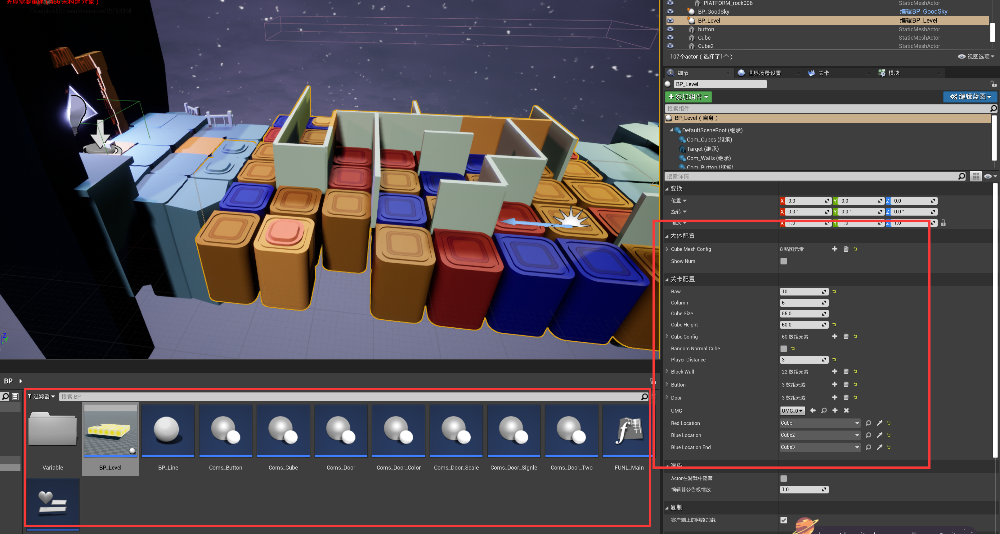 光照需要重建
466 未构建 对象）
'DisableAllScreenMessages'进行抑制
PlATFORM_rock006 StaticMeshActor
BP_GoodSky 编辑BP_GoodSky
BP_Level 编辑BP_Level
button StaticMeshActor
Cube StaticMeshActor
Cube2 StaticMeshActor
107个actor（选择了1个） 视图选项
细节 世界场景设置 关卡 模块
BP_Level
添加组件 编辑蓝图
搜索组件
BP_Level（自身）
DefaultSceneRoot (继承)
Com_Cubes (继承)
Target (继承)
Com_Walls (继承)
Com_Button (继承)
搜索详情
变换
位置 X 0.0 Y 0.0 Z 0.0
旋转 X 0.0 ° Y 0.0 ° Z 0.0 °
缩放 X 1.0 Y 1.0 Z 1.0
大体配置
Cube Mesh Config 8 贴图元素
Show Num
关卡配置
Raw 10
Column 6
Cube Size 55.0
Cube Height 60.0
Cube Config 60 数组元素
Random Normal Cube
Player Distance 3
Block Wall 22 数组元素
Button 3 数组元素
Door 3 数组元素
UMG UMG_0
Red Location Cube
Blue Location Cube2
Blue Location End Cube3
渲染
Actor在游戏中隐藏
编辑器公告板缩放 1.0
复制
客户端上的网络加载
Z
Y
BP
过滤器 搜索 BP
Variable BP_Level BP_Line Coms_Button Coms_Cube Coms_Door Coms_Door_Color Coms_Door_Scale Coms_Door_Signle Coms_Door_Two FUNL_Main